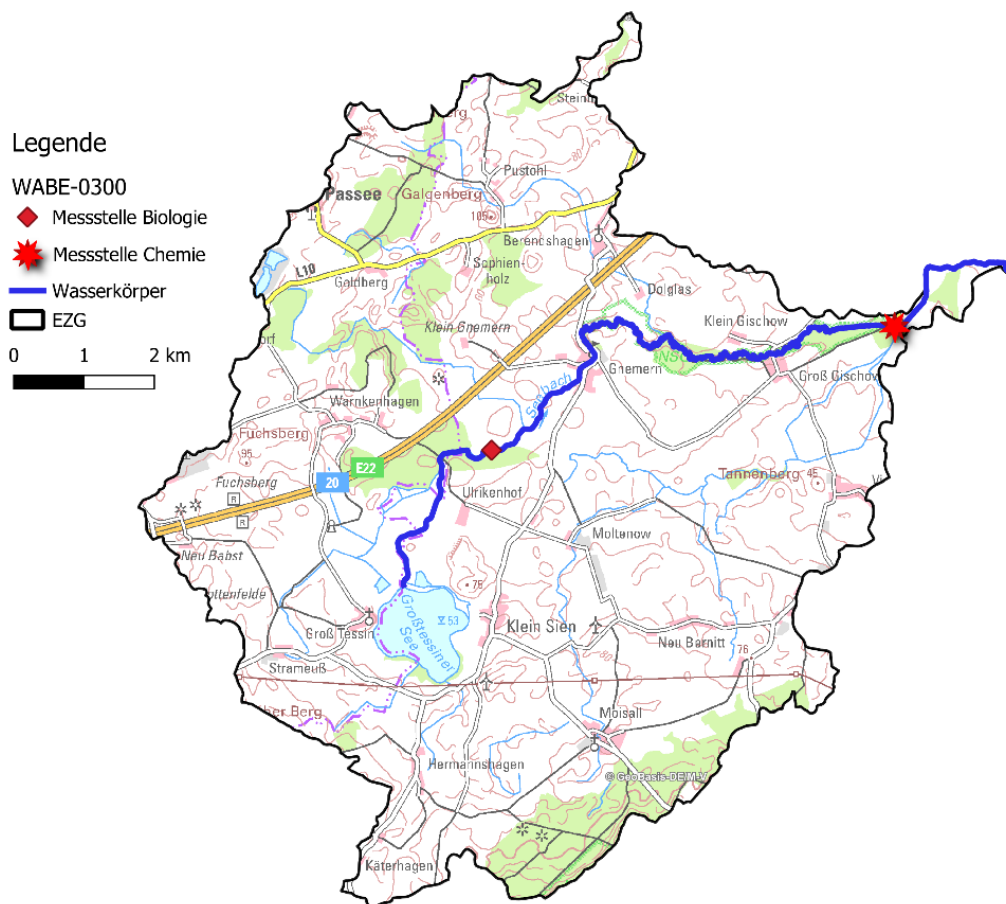 Legende
WABE-0300
Messstelle Biologie
Messstelle Chemie
Wasserkörper
EZG
0 1 2 km
Pustohl
Passee
Galgenberg
105
Berendshagen
L10
Sophien-
holz
Goldberg
Dolglas
Klein Gnemern
Klein Gischow
NSG
Gnemern
Groß Gischow
Warnkenhagen
Fuchsberg
95
E22
20
Fuchsberg
R
R
Ulrikenhof
Tannenberg
45
Moltenow
Neu Babst
75
Großtessiner
See
53
Groß Tessin
Klein Sien
80
Neu Bernitt
76
Strameuß
Moisall
Hermannshagen
© GeoBasis-DE/M-V
Käterhagen